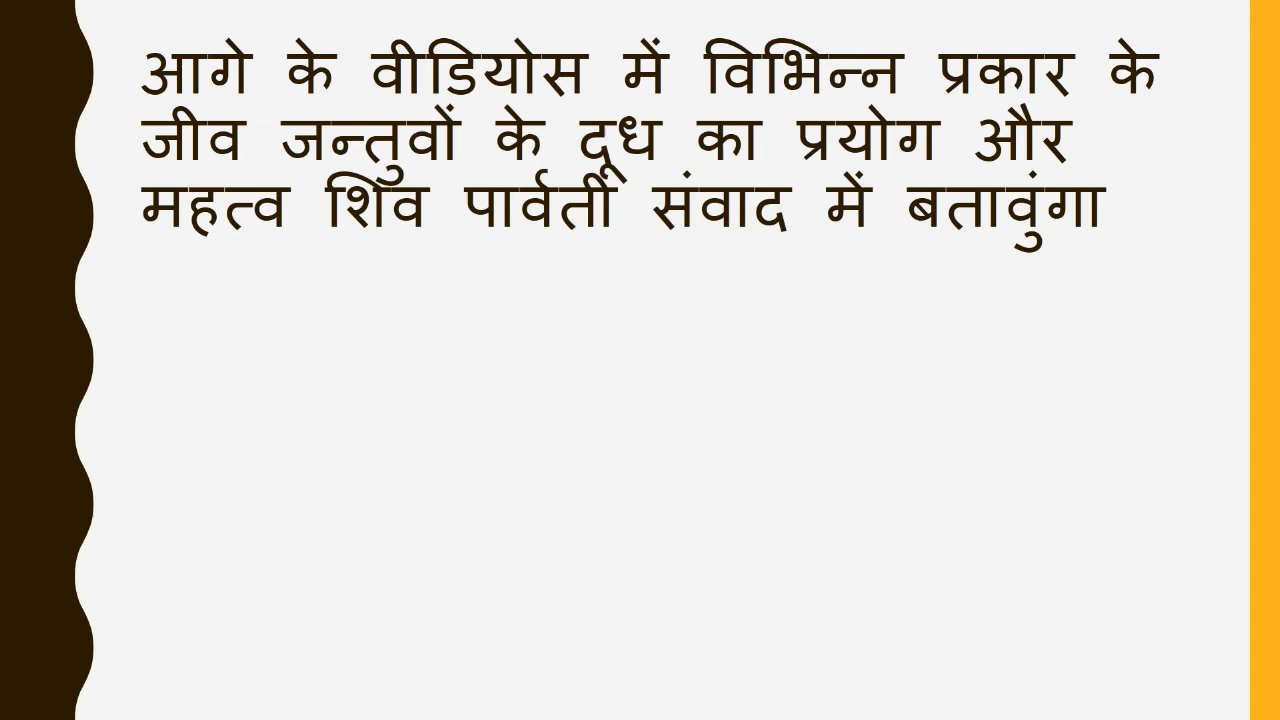 आगे के वीडियोस में विभिन्न प्रकार के
जीव जन्तुवों के दूध का प्रयोग और
महत्व शिव पार्वती संवाद में बतावुंगा